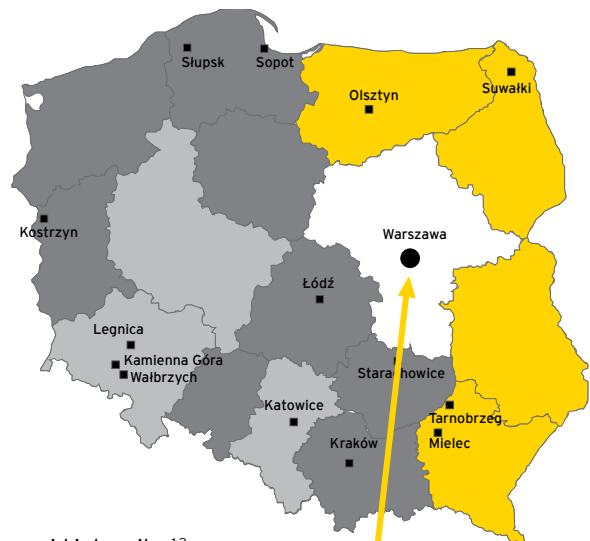 Słupsk
Sopot
Olsztyn
Suwałki
Kostrzyn
Warszawa
Łódź
Legnica
Kamienna Góra
Wałbrzych
Starachowice
Katowice
Tarnobrzeg
Kraków
Mielec